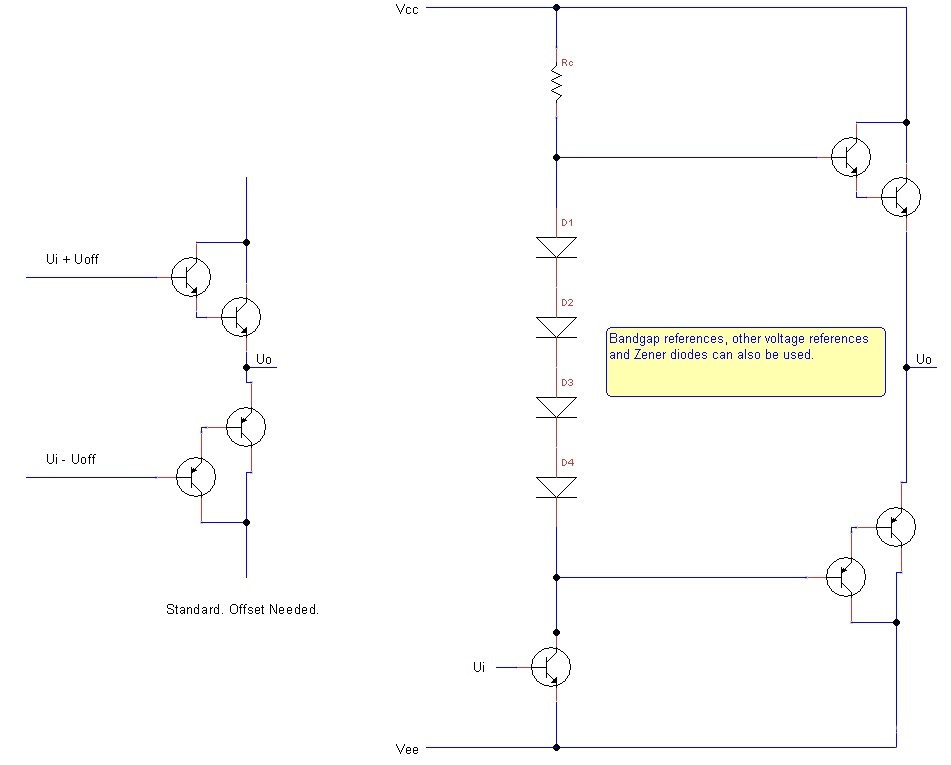 Vcc
Rc
D1
Ui + Uoff
D2
Bandgap references, other voltage references
and Zener diodes can also be used.
Uo
Uo
D3
Ui - Uoff
D4
Standard. Offset Needed.
Ui
Vee